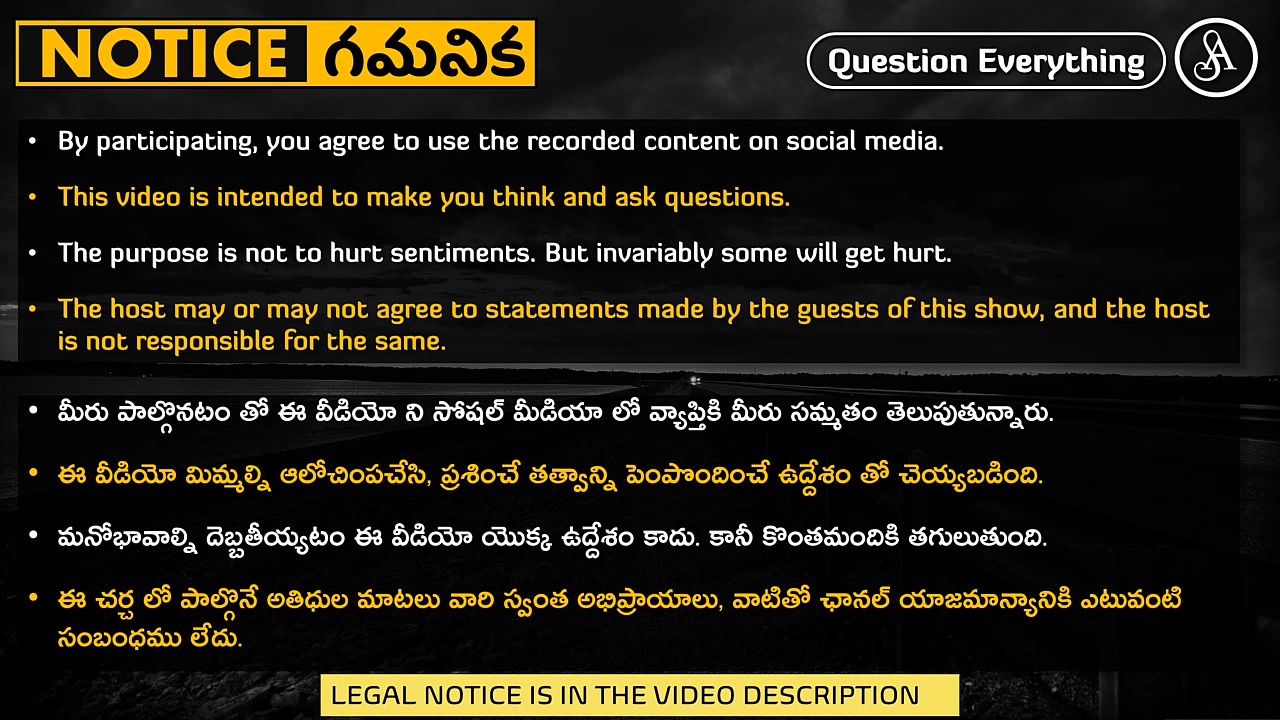 NOTICE గమనిక
Question Everything
• By participating, you agree to use the recorded content on social media.
• This video is intended to make you think and ask questions.
• The purpose is not to hurt sentiments. But invariably some will get hurt.
• The host may or may not agree to statements made by the guests of this show, and the host
is not responsible for the same.
• మీరు పాల్గొనటం తో ఈ వీడియో ని సోషల్ మీడియా లో వ్యాప్తికి మీరు సమ్మతం తెలుపుతున్నారు.
• ఈ వీడియో మిమ్మల్ని ఆలోచింపచేసి, ప్రశించే తత్వాన్ని పెంపొందించే ఉద్దేశం తో చెయ్యబడింది.
• మనోభావాల్ని దెబ్బతీయ్యటం ఈ వీడియో యొక్క ఉద్దేశం కాదు. కానీ కొంతమందికి తగులుతుంది.
• ఈ చర్చ లో పాల్గొనే అతిధుల మాటలు వారి స్వంత అభిప్రాయాలు, వాటితో ఛానల్ యాజమాన్యానికి ఎటువంటి
సంబంధము లేదు.
LEGAL NOTICE IS IN THE VIDEO DESCRIPTION